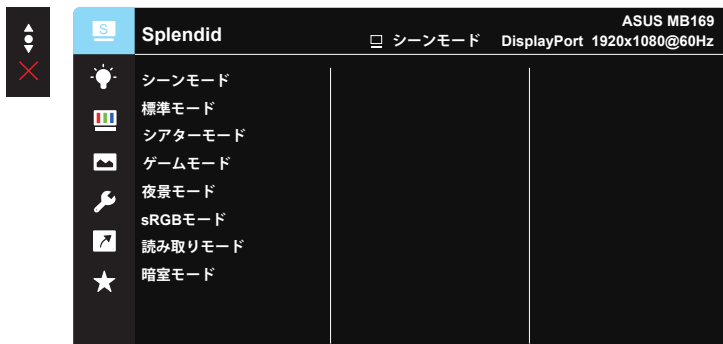 S
Splendid
ASUS MB169
シーンモード
DisplayPort 1920x1080@60Hz
シーンモード
標準モード
シアターモード
ゲームモード
夜景モード
sRGBモード
読み取りモード
暗室モード